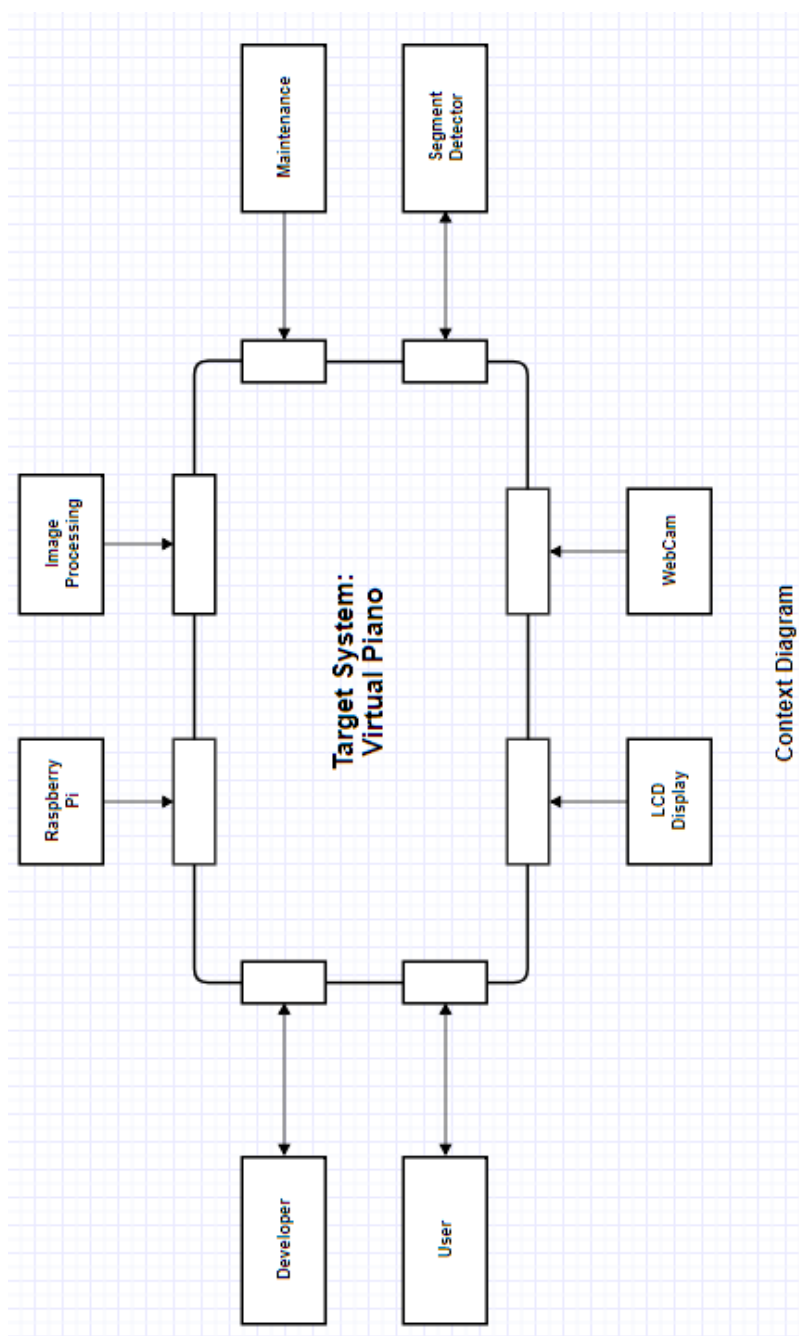 Raspberry
Pi
Image
Processing
Developer
Maintenance
Target System:
Virtual Piano
User
Segment
Detector
LCD
Display
WebCam
Context Diagram